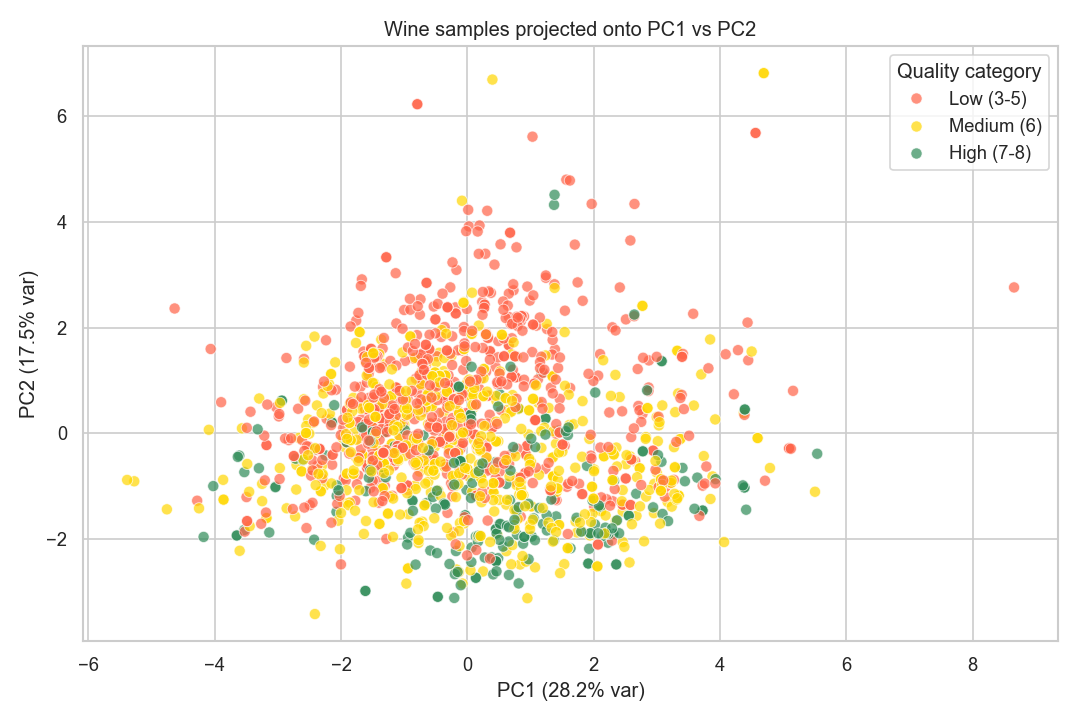 Wine samples projected onto PC1 vs PC2
Quality category
Low (3-5)
Medium (6)
High (7-8)
PC2 (17.5% var)
6
4
2
0
−2
−6
−4
−2
0
2
4
6
8
PC1 (28.2% var)